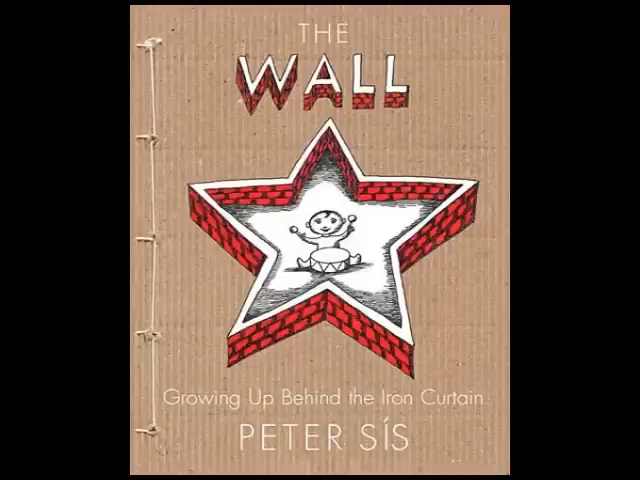 THE
WALL
Growing Up Behind the Iron Curtain
PETER SÍS